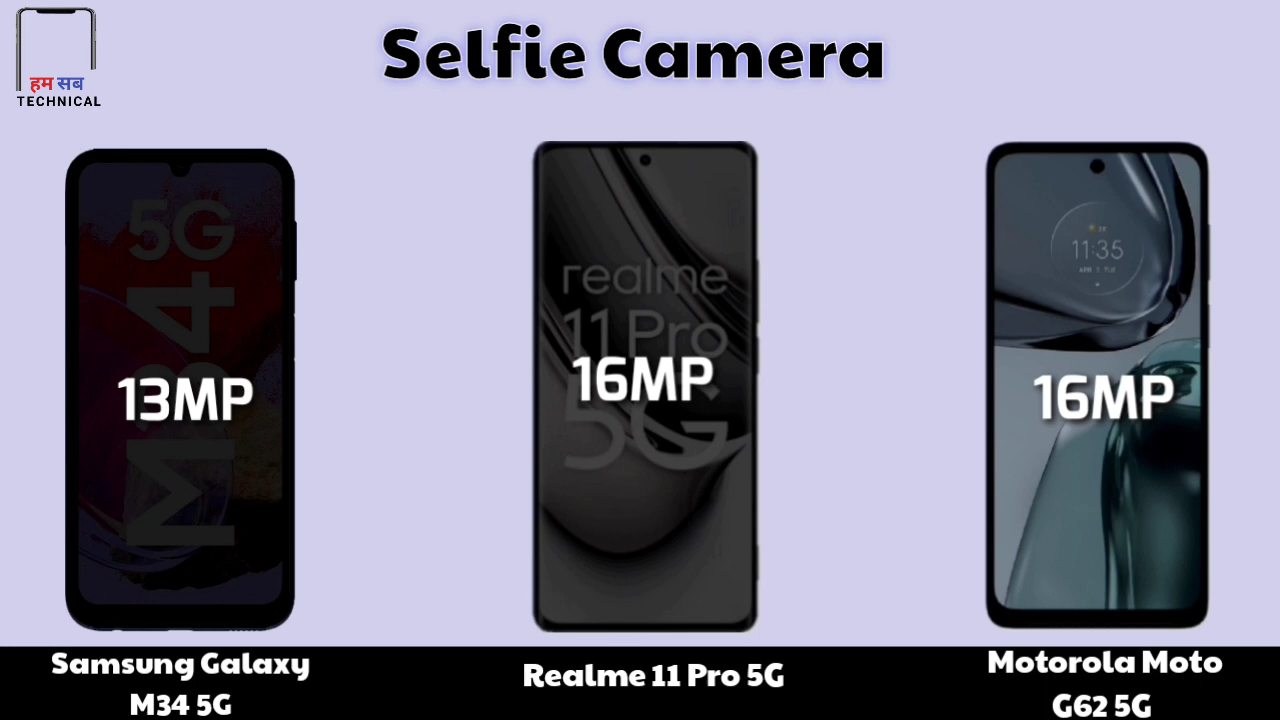 हम सब
TECHNICAL
Selfie Camera
5G
M34
13MP
realme
11 Pro
5G
16MP
11:35
16MP
Samsung Galaxy
M34 5G
Realme 11 Pro 5G
Motorola Moto
G62 5G